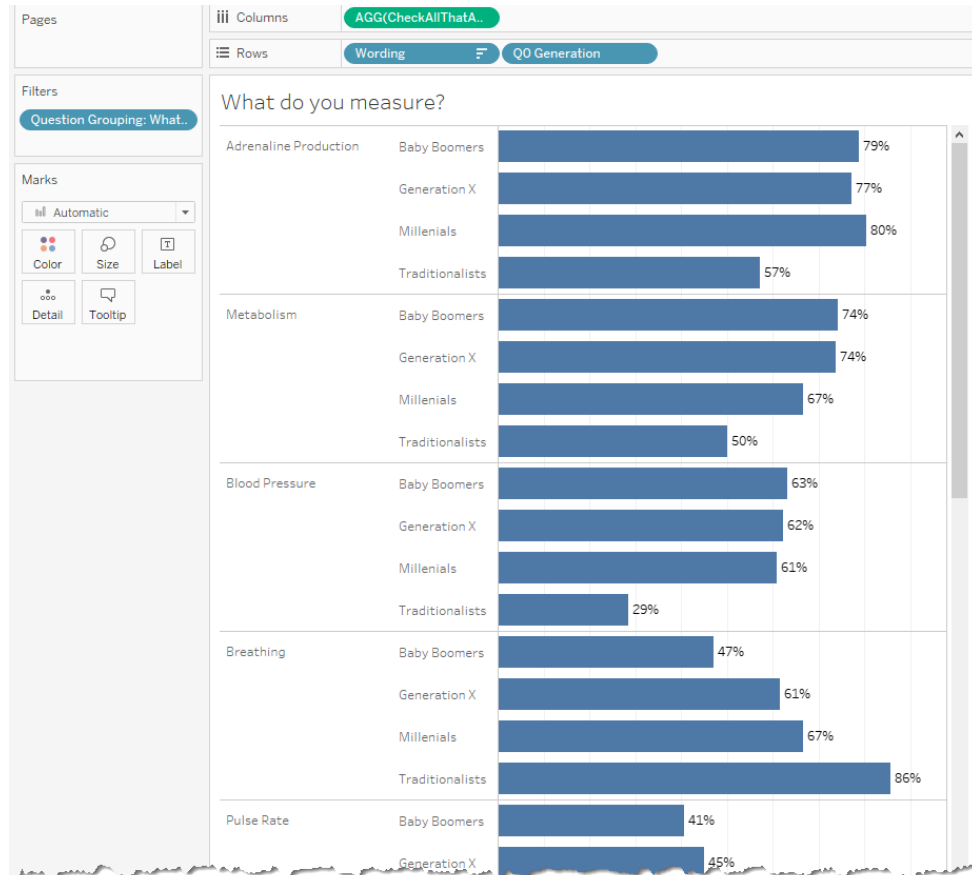 Pages
iii Columns
AGG(CheckAllThatA..
Rows
Wording
Q0 Generation
Filters
Question Grouping: What..
Marks
Automatic
Color
Size
T
Label
Detail
Tooltip
What do you measure?
Adrenaline Production
Baby Boomers 79%
Generation X 77%
Millenials 80%
Traditionalists 57%
Metabolism
Baby Boomers 74%
Generation X 74%
Millenials 67%
Traditionalists 50%
Blood Pressure
Baby Boomers 63%
Generation X 62%
Millenials 61%
Traditionalists 29%
Breathing
Baby Boomers 47%
Generation X 61%
Millenials 67%
Traditionalists 86%
Pulse Rate
Baby Boomers 41%
Generation X 45%